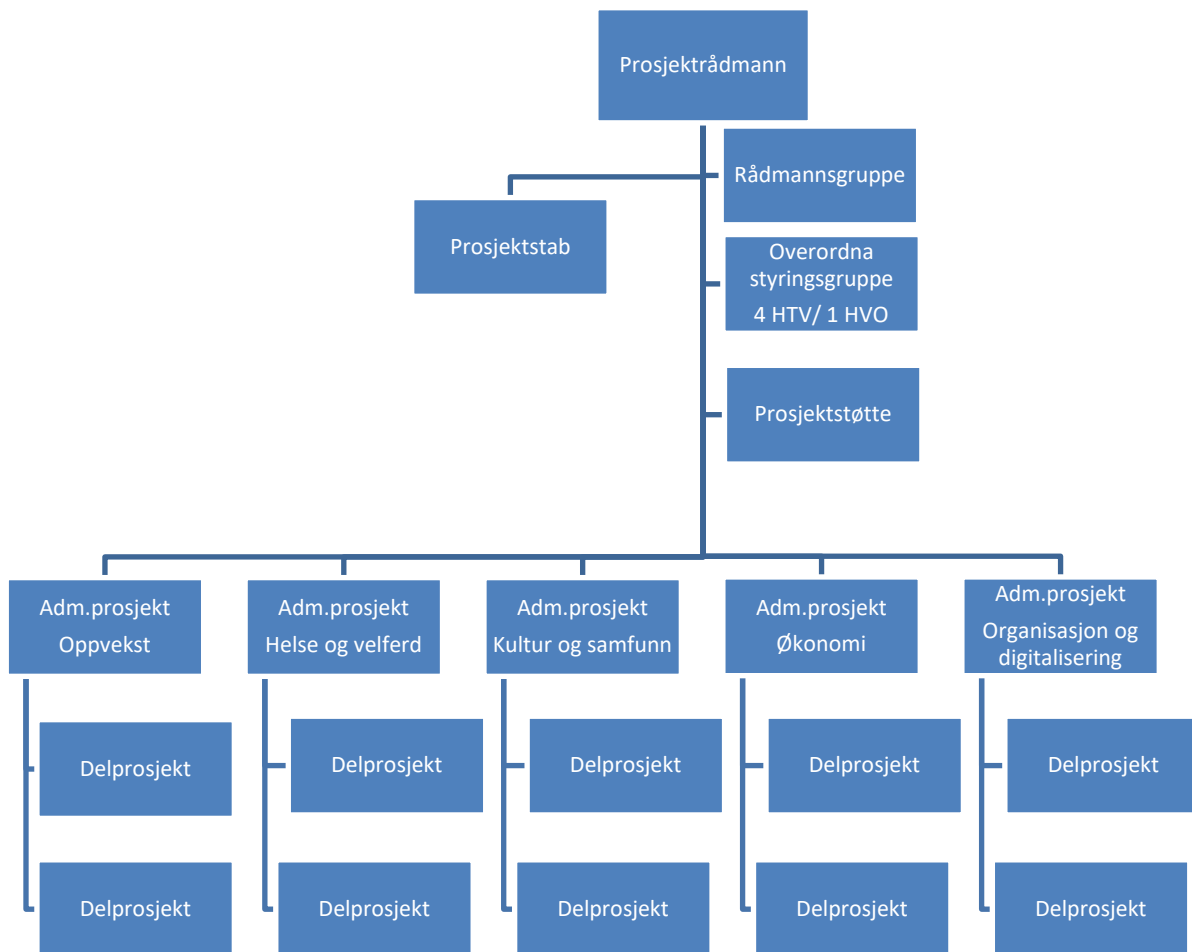 Prosjektrådmann
Rådmannsgruppe
Prosjektstab
Overordna
styringsgruppe
4 HTV/ 1 HVO
Prosjektstøtte
Adm.prosjekt
Oppvekst
Adm.prosjekt
Helse og velferd
Adm.prosjekt
Kultur og samfunn
Adm.prosjekt
Økonomi
Adm.prosjekt
Organisasjon og
digitalisering
Delprosjekt
Delprosjekt
Delprosjekt
Delprosjekt
Delprosjekt
Delprosjekt
Delprosjekt
Delprosjekt
Delprosjekt
Delprosjekt